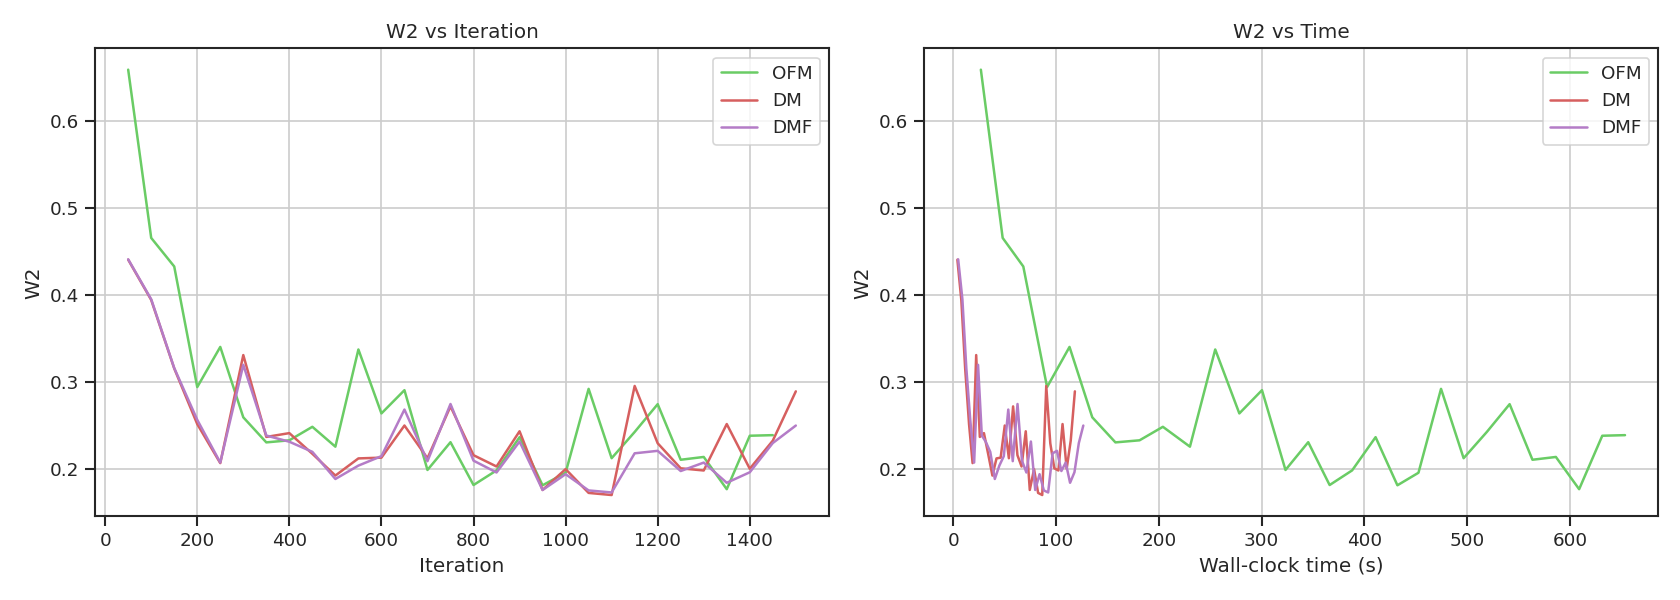 W2 vs Iteration
OFM
DM
DMF
W2
0.6
0.5
0.4
0.3
0.2
0 200 400 600 800 1000 1200 1400
Iteration
W2 vs Time
OFM
DM
DMF
W2
0.6
0.5
0.4
0.3
0.2
0 100 200 300 400 500 600
Wall-clock time (s)